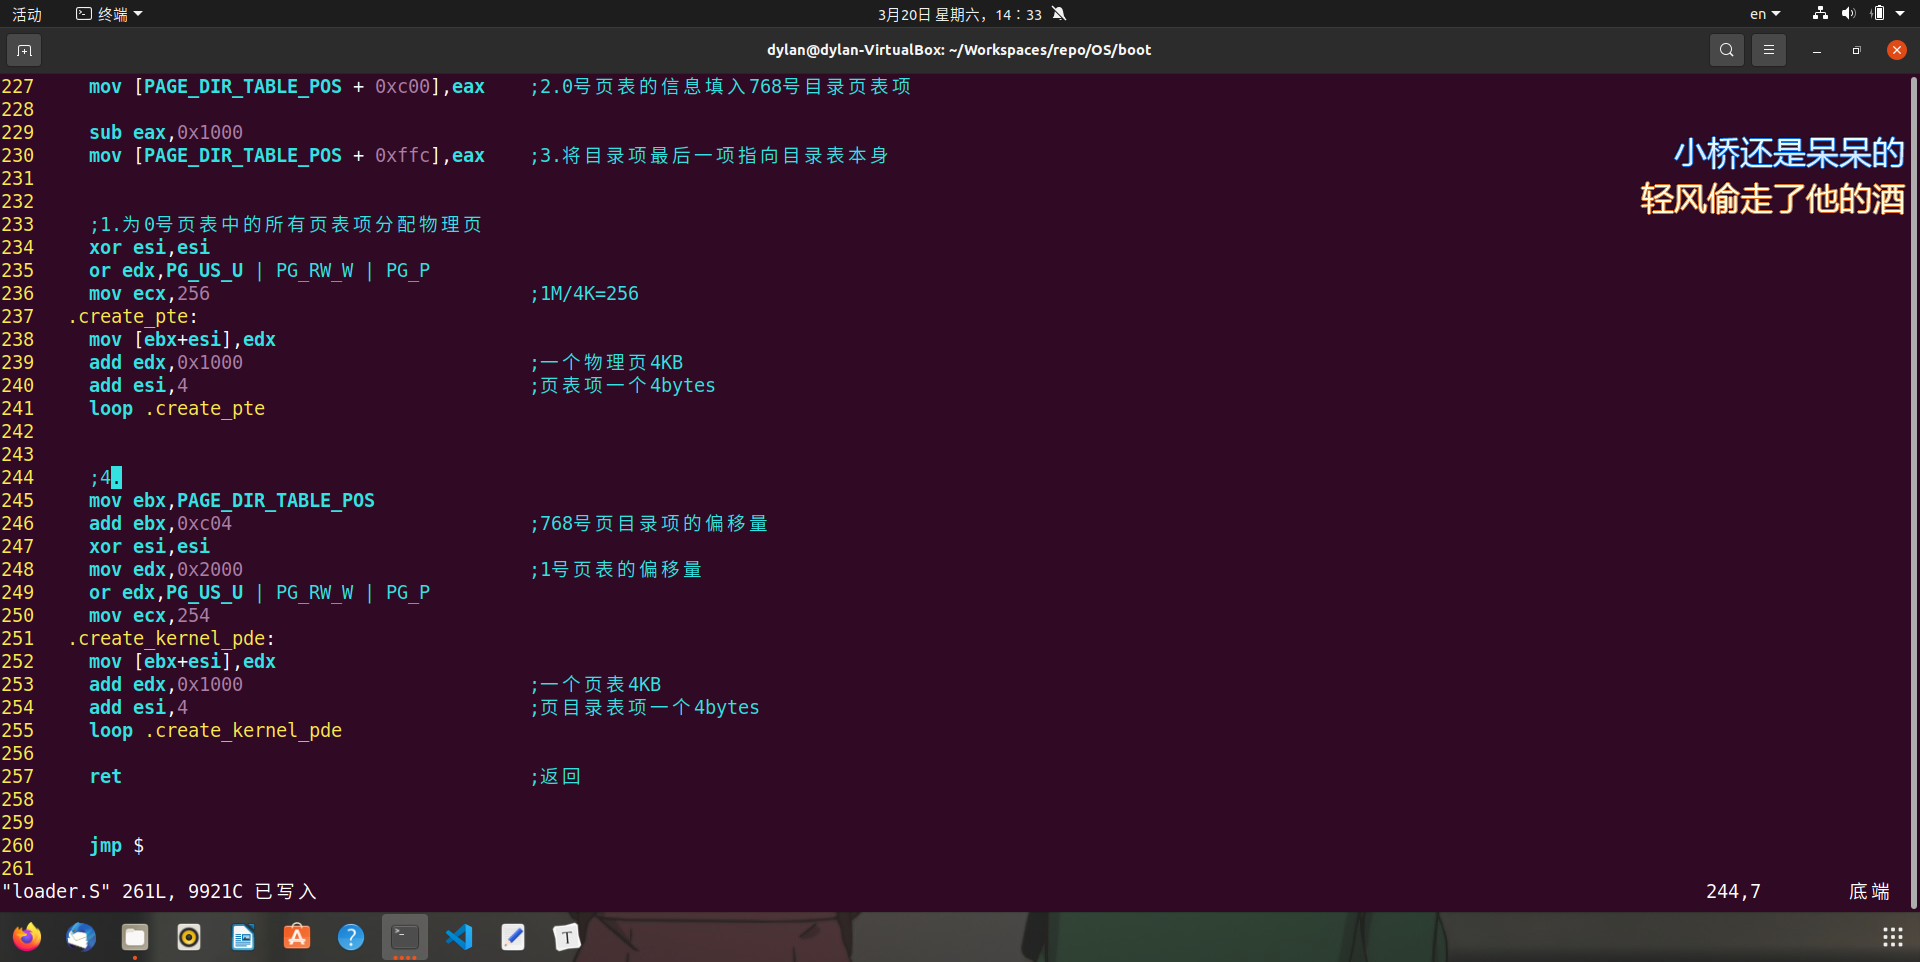 活动 终端 3月20日 星期六，14：33 en
dylan@dylan-VirtualBox: ~/Workspaces/repo/OS/boot
227     mov [PAGE_DIR_TABLE_POS + 0xc00],eax    ;2.0号页表的信息填入768号目录页表项
228
229     sub eax,0x1000
230     mov [PAGE_DIR_TABLE_POS + 0xffc],eax    ;3.将目录项最后一项指向目录表本身
小桥还是呆呆的
231
轻风偷走了他的酒
232
233     ;1.为0号页表中的所有页表项分配物理页
234     xor esi,esi
235     or edx,PG_US_U | PG_RW_W | PG_P
236     mov ecx,256                             ;1M/4K=256
237   .create_pte:
238     mov [ebx+esi],edx
239     add edx,0x1000                          ;一个物理页4KB
240     add esi,4                               ;页表项一个4bytes
241     loop .create_pte
242
243
244     ;4.
245     mov ebx,PAGE_DIR_TABLE_POS
246     add ebx,0xc04                           ;768号页目录项的偏移量
247     xor esi,esi
248     mov edx,0x2000                          ;1号页表的偏移量
249     or edx,PG_US_U | PG_RW_W | PG_P
250     mov ecx,254
251   .create_kernel_pde:
252     mov [ebx+esi],edx
253     add edx,0x1000                          ;一个页表4KB
254     add esi,4                               ;页目录表项一个4bytes
255     loop .create_kernel_pde
256
257     ret                                     ;返回
258
259
260     jmp $
261
"loader.S" 261L, 9921C 已写入 244,7 底端